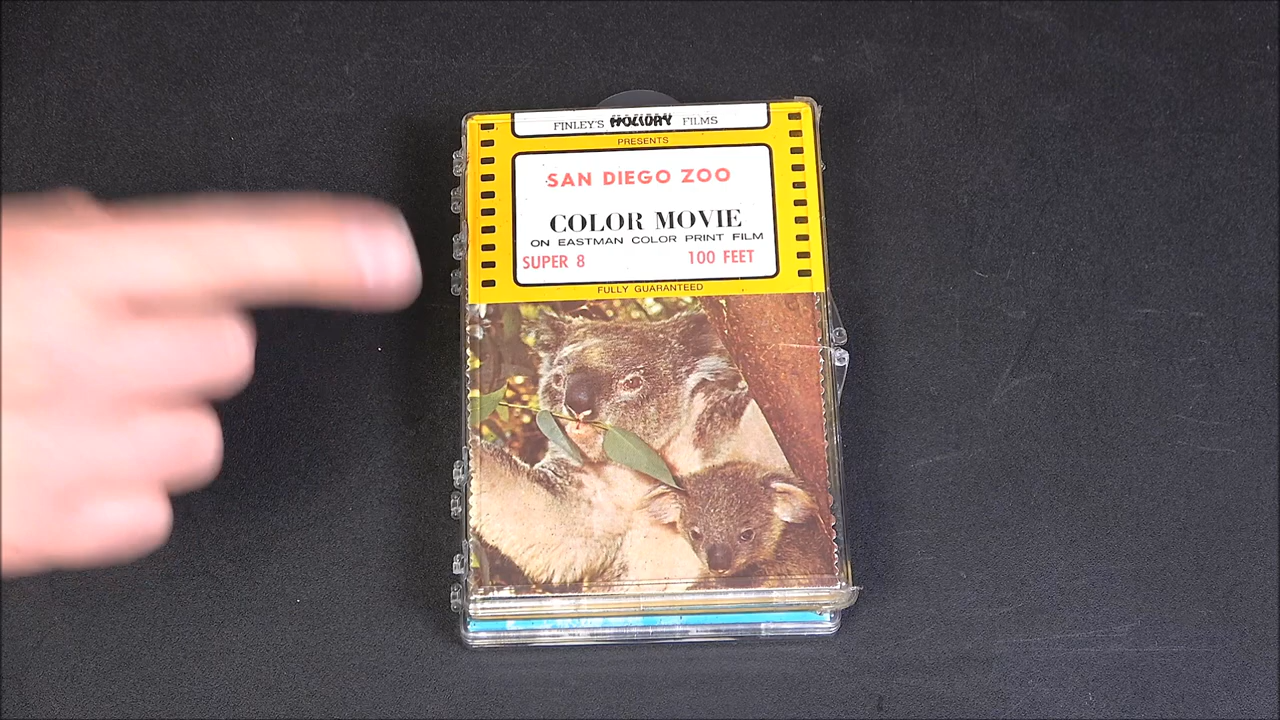 FINLEY'S HOLIDAY FILMS
PRESENTS
SAN DIEGO ZOO
COLOR MOVIE
ON EASTMAN COLOR PRINT FILM
SUPER 8 100 FEET
FULLY GUARANTEED